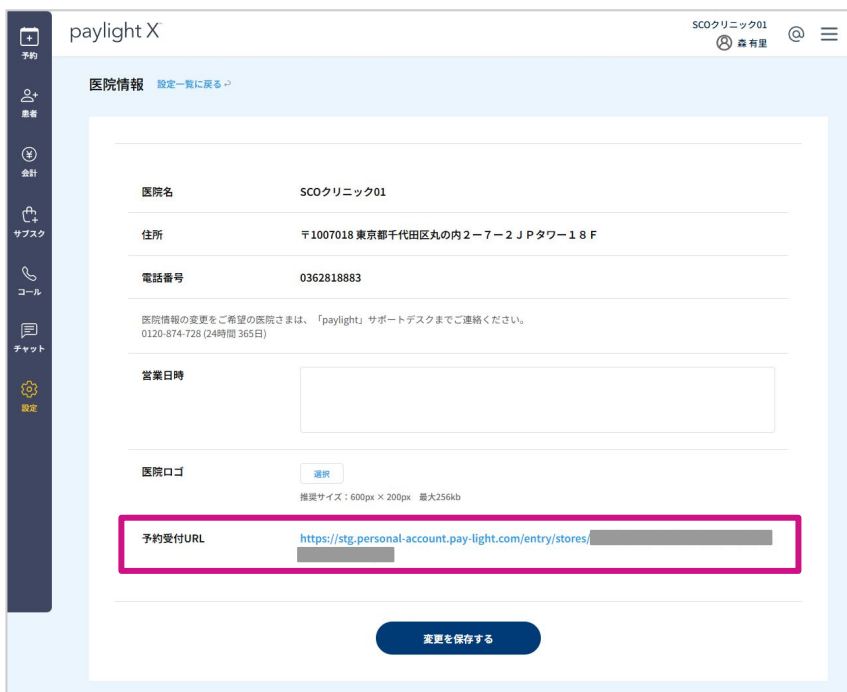 paylight X
SCOクリニック01
森 有里
予約
患者
会計
サブスク
コール
チャット
設定
医院情報 設定一覧に戻る
医院名 SCOクリニック01
住所 〒1007018 東京都千代田区丸の内2ー7ー2JPタワー18F
電話番号 0362818883
医院情報の変更をご希望の医院さまは、「paylight」サポートデスクまでご連絡ください。
0120-874-728 (24時間 365日)
営業日時
医院ロゴ 選択
推奨サイズ:600px × 200px 最大256kb
予約受付URL https://stg.personal-account.pay-light.com/entry/stores/
変更を保存する